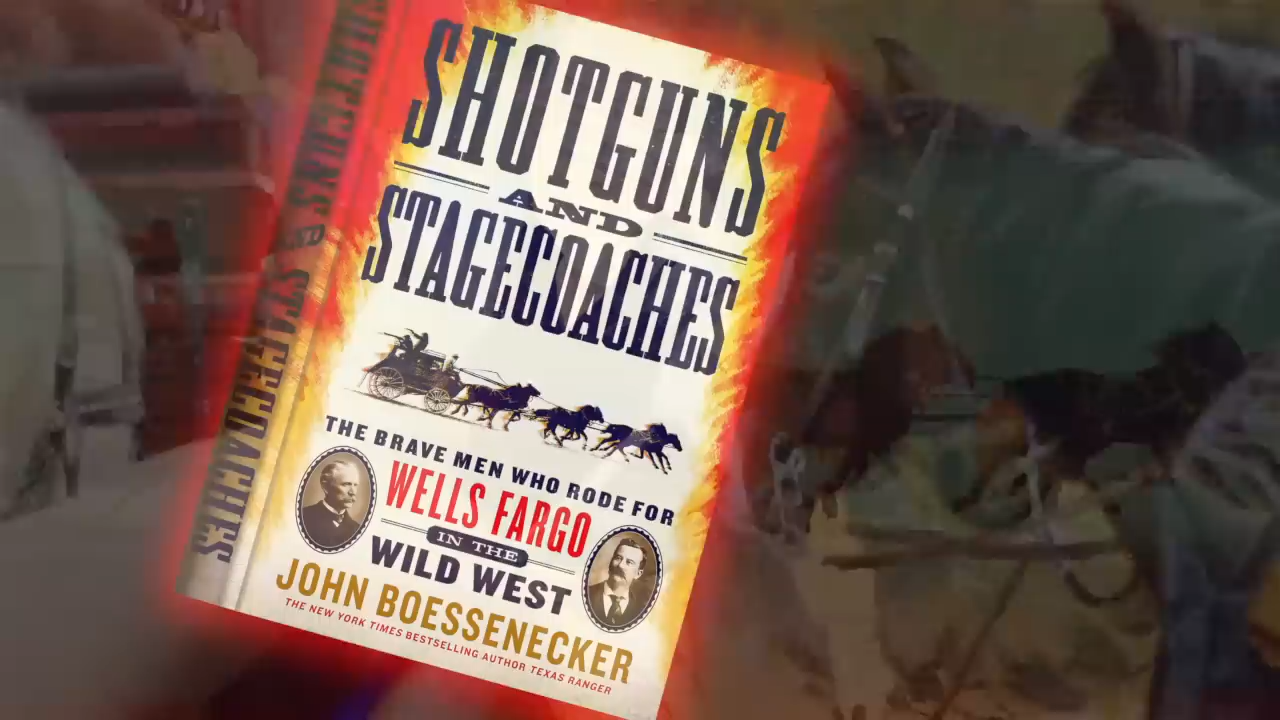 SHOTGUNS
AND
STAGECOACHES
THE BRAVE MEN WHO RODE FOR
WELLS FARGO
IN THE
WILD WEST
JOHN BOESSENECKER
THE NEW YORK TIMES BESTSELLING AUTHOR TEXAS RANGER
SHOTGUNS & STAGECOACHES